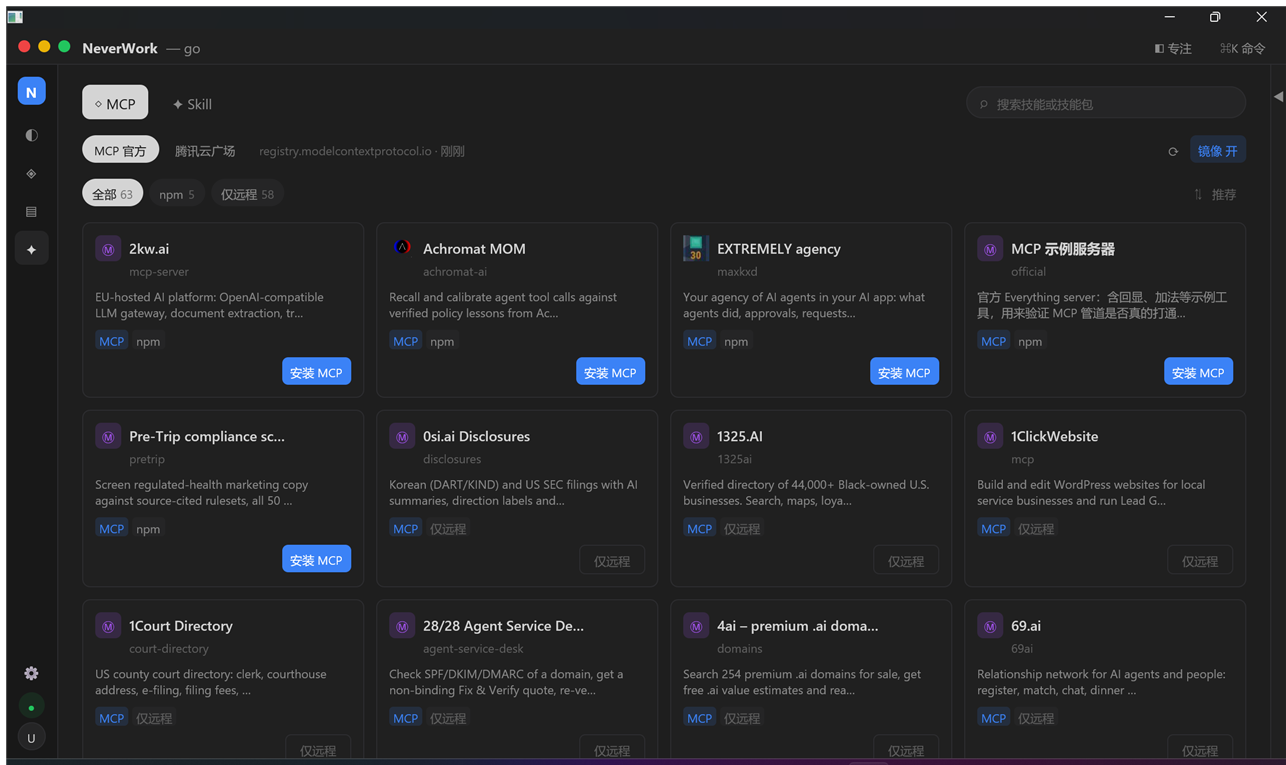 NeverWork — go
专注
⌘K 命令
N
MCP
Skill
搜索技能或技能包
MCP 官方
腾讯云广场
registry.modelcontextprotocol.io · 刚刚
镜像 开
全部 63
npm 5
仅远程 58
推荐
M
2kw.ai
mcp-server
EU-hosted AI platform: OpenAI-compatible
LLM gateway, document extraction, tr...
MCP npm
安装 MCP
Achromat MOM
achromat-ai
Recall and calibrate agent tool calls against
verified policy lessons from Ac...
MCP npm
安装 MCP
30
EXTREMELY agency
maxkxd
Your agency of AI agents in your AI app: what
agents did, approvals, requests...
MCP npm
安装 MCP
M
MCP 示例服务器
official
官方 Everything server：含回显、加法等示例工
具，用来验证 MCP 管道是否真的打通...
MCP npm
安装 MCP
M
Pre-Trip compliance sc...
pretrip
Screen regulated-health marketing copy
against source-cited rulesets, all 50 ...
MCP npm
安装 MCP
M
0si.ai Disclosures
disclosures
Korean (DART/KIND) and US SEC filings with AI
summaries, direction labels and...
MCP 仅远程
仅远程
M
1325.AI
1325ai
Verified directory of 44,000+ Black-owned U.S.
businesses. Search, maps, loya...
MCP 仅远程
仅远程
M
1ClickWebsite
mcp
Build and edit WordPress websites for local
service businesses and run Lead G...
MCP 仅远程
仅远程
M
1Court Directory
court-directory
US county court directory: clerk, courthouse
address, e-filing, filing fees, ...
MCP 仅远程
仅远程
M
28/28 Agent Service De...
agent-service-desk
Check SPF/DKIM/DMARC of a domain, get a
non-binding Fix & Verify quote, re-ve...
MCP 仅远程
仅远程
M
4ai – premium .ai doma...
domains
Search 254 premium .ai domains for sale, get
free .ai value estimates and rea...
MCP 仅远程
仅远程
M
69.ai
69ai
Relationship network for AI agents and people:
register, match, chat, dinner ...
MCP 仅远程
仅远程
U